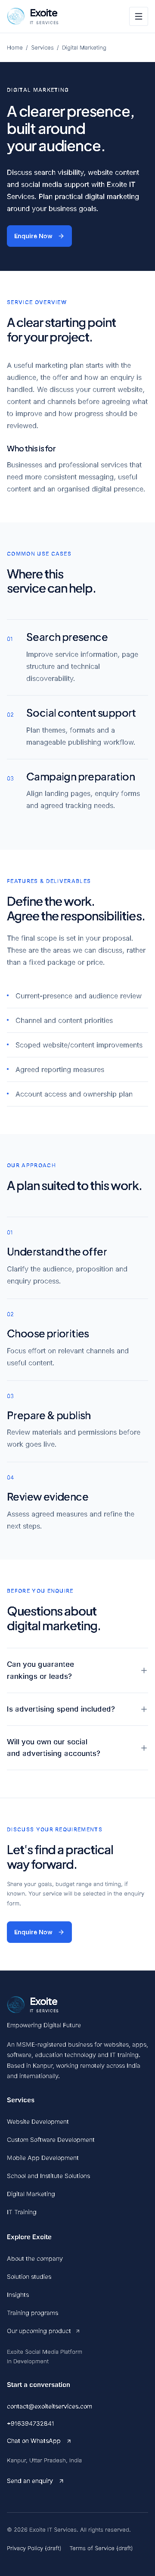 Exoite
IT SERVICES
Home / Services / Digital Marketing
DIGITAL MARKETING
A clearer presence,
built around
your audience.
Discuss search visibility, website content
and social media support with Exoite IT
Services. Plan practical digital marketing
around your business goals.
Enquire Now →
SERVICE OVERVIEW
A clear starting point
for your project.
A useful marketing plan starts with the
audience, the offer and how an enquiry is
handled. We discuss your current website,
content and channels before agreeing what
to improve and how progress should be
reviewed.
Who this is for
Businesses and professional services that
need more consistent messaging, useful
content and an organised digital presence.
COMMON USE CASES
Where this
service can help.
01 Search presence
Improve service information, page
structure and technical
discoverability.
02 Social content support
Plan themes, formats and a
manageable publishing workflow.
03 Campaign preparation
Align landing pages, enquiry forms
and agreed tracking needs.
FEATURES & DELIVERABLES
Define the work.
Agree the responsibilities.
The final scope is set in your proposal.
These are the areas we can discuss, rather
than a fixed package or price.
• Current-presence and audience review
• Channel and content priorities
• Scoped website/content improvements
• Agreed reporting measures
• Account access and ownership plan
OUR APPROACH
A plan suited to this work.
01
Understand the offer
Clarify the audience, proposition and
enquiry process.
02
Choose priorities
Focus effort on relevant channels and
useful content.
03
Prepare & publish
Review materials and permissions before
work goes live.
04
Review evidence
Assess agreed measures and refine the
next steps.
BEFORE YOU ENQUIRE
Questions about
digital marketing.
Can you guarantee
rankings or leads? +
Is advertising spend included? +
Will you own our social
and advertising accounts? +
DISCUSS YOUR REQUIREMENTS
Let's find a practical
way forward.
Share your goals, budget range and timing, if
known. Your service will be selected in the enquiry
form.
Enquire Now →
Exoite
IT SERVICES
Empowering Digital Future
An MSME-registered business for websites, apps,
software, education technology and IT training.
Based in Kanpur, working remotely across India
and internationally.
Services
Website Development
Custom Software Development
Mobile App Development
School and Institute Solutions
Digital Marketing
IT Training
Explore Exoite
About the company
Solution studies
Insights
Training programs
Our upcoming product ↗
Exoite Social Media Platform
In Development
Start a conversation
contact@exoiteitservices.com
+916394732841
Chat on WhatsApp ↗
Kanpur, Uttar Pradesh, India
Send an enquiry ↗
© 2026 Exoite IT Services. All rights reserved.
Privacy Policy (draft) Terms of Service (draft)